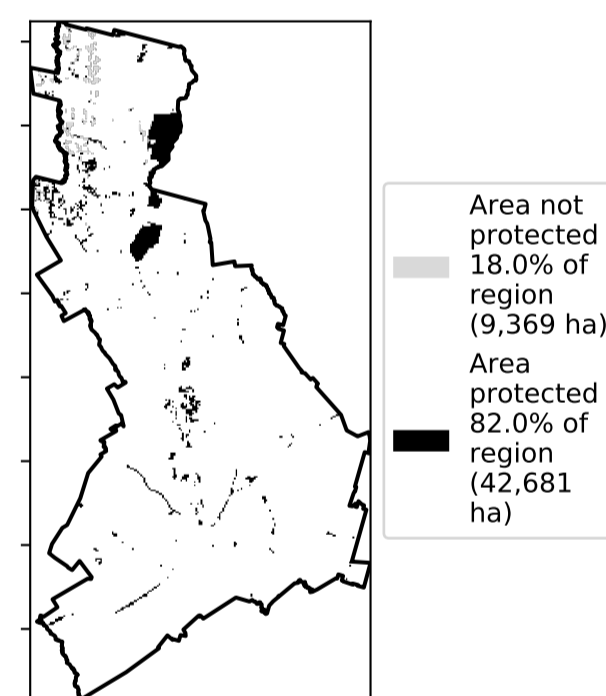 Area not
protected
18.0% of
region
(9,369 ha)
Area
protected
82.0% of
region
(42,681
ha)